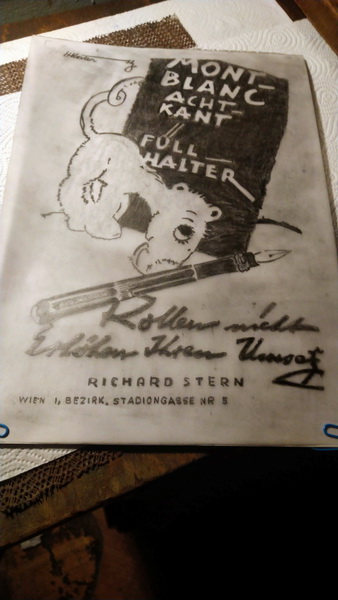 MONT-
BLANC
ACHT-
KANT
FÜLL-
HALTER
Rollen nicht
Erhöhen Ihren Umsatz
RICHARD STERN
WIEN I, BEZIRK. STADIONGASSE NR 5